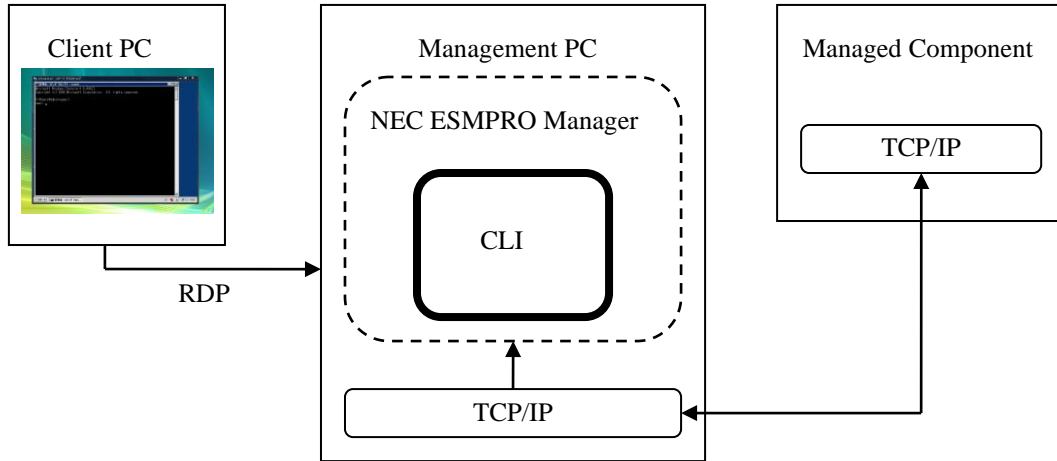 Client PC
Management PC
Managed Component
NEC ESMPRO Manager
TCP/IP
CLI
RDP
TCP/IP